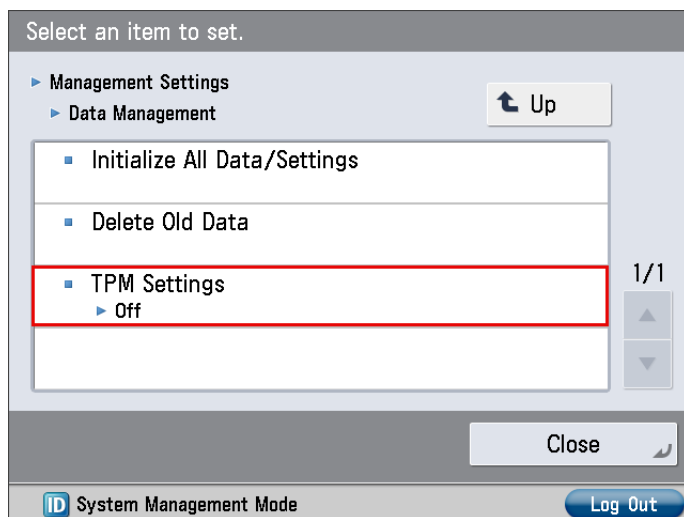 Select an item to set.
Management Settings
Data Management
Up
Initialize All Data/Settings
Delete Old Data
TPM Settings
Off
1/1
Close
ID System Management Mode
Log Out